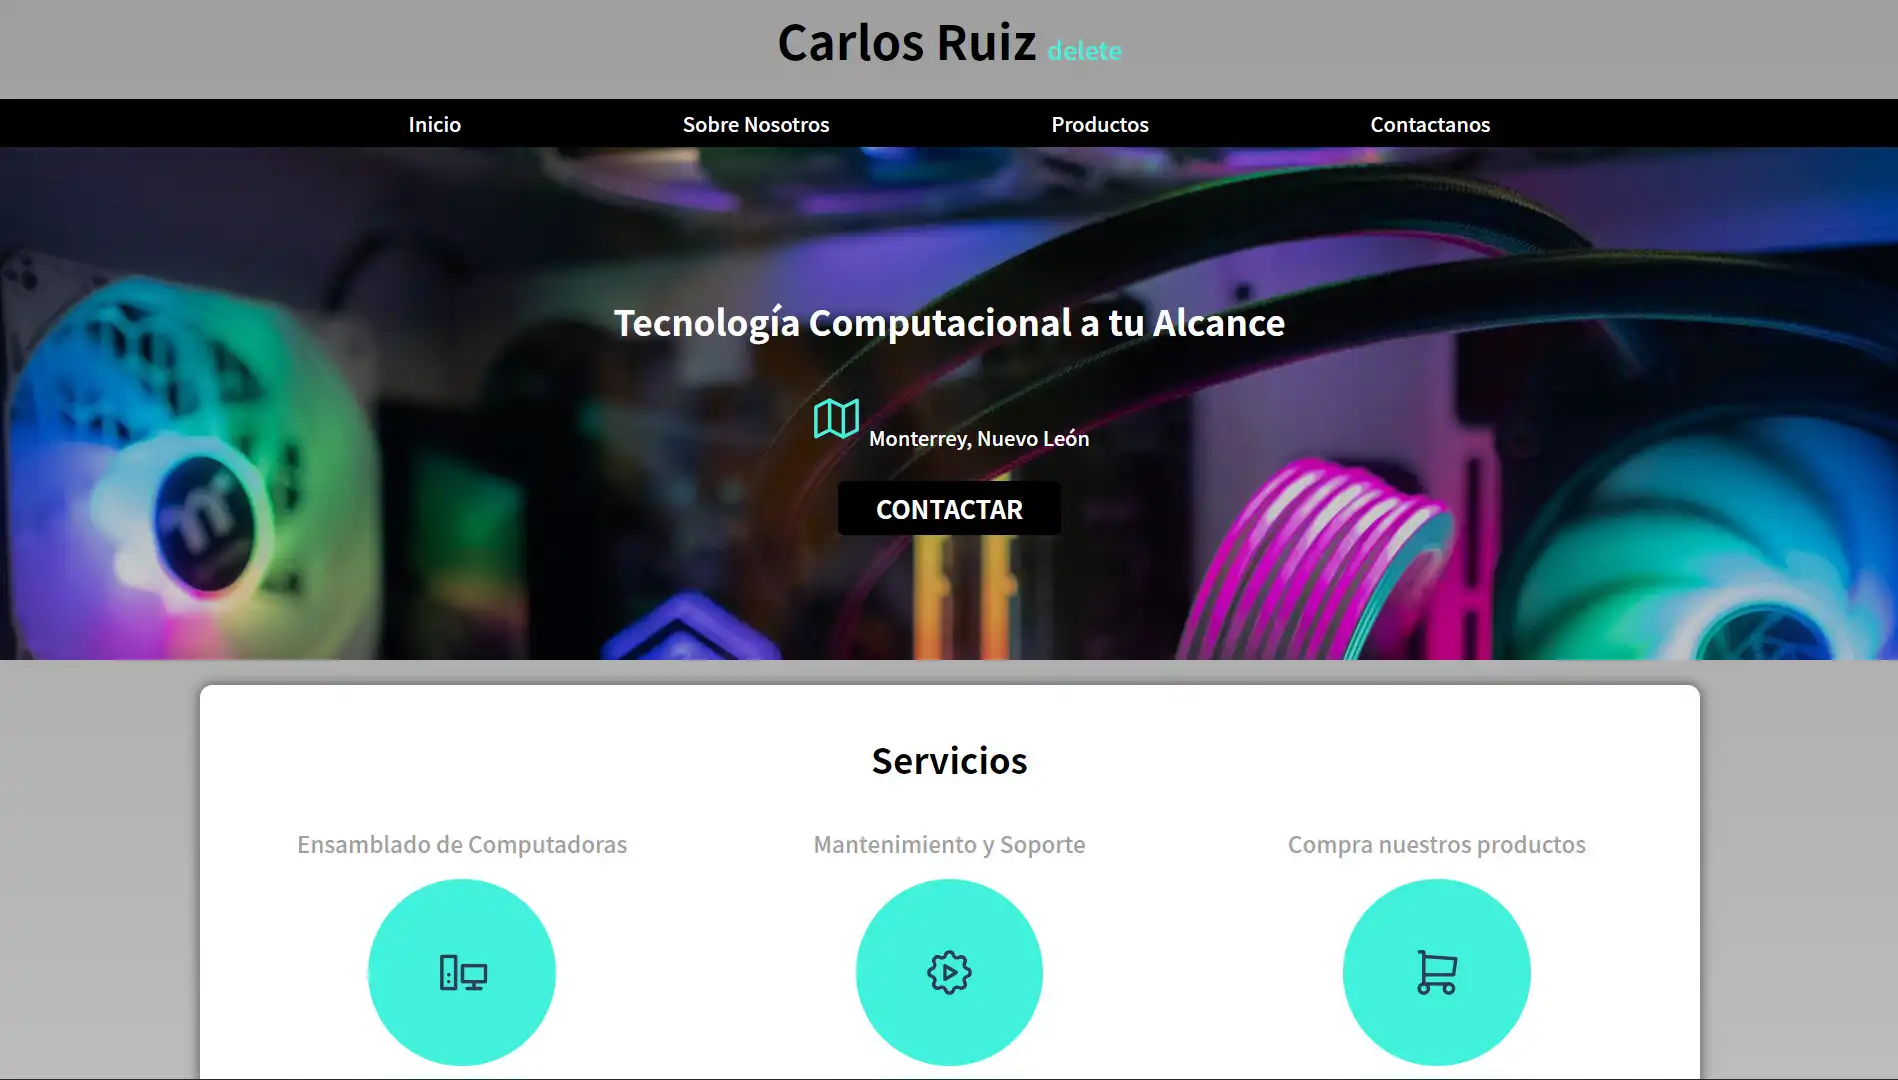 Carlos Ruiz delete
Inicio Sobre Nosotros Productos Contactanos
Tecnología Computacional a tu Alcance
Monterrey, Nuevo León
CONTACTAR
Servicios
Ensamblado de Computadoras Mantenimiento y Soporte Compra nuestros productos